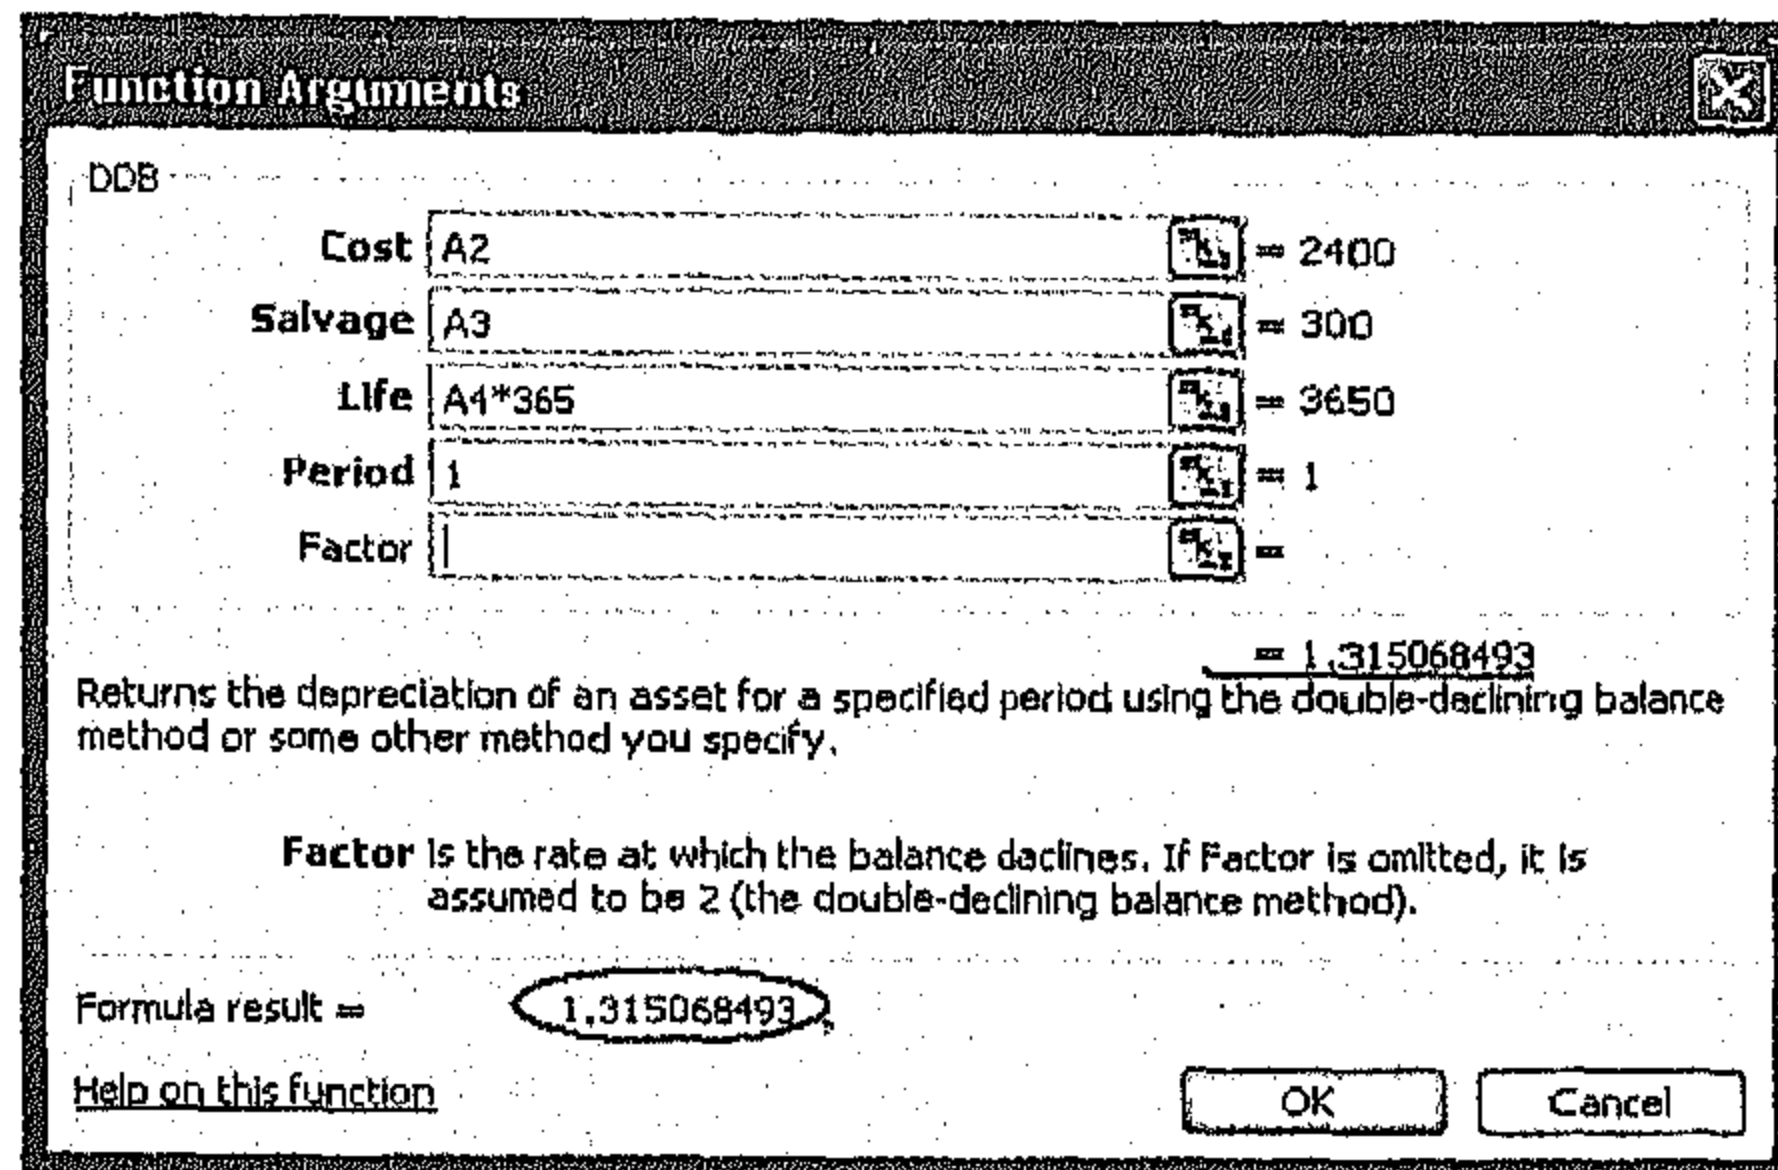 Function Arguments
DDB
Cost A2 = 2400
Salvage A3 = 300
Life A4*365 = 3650
Period 1 = 1
Factor =
= 1.315068493
Returns the depreciation of an asset for a specified period using the double-declining balance
method or some other method you specify.
Factor is the rate at which the balance declines. If Factor is omitted, it is
assumed to be 2 (the double-declining balance method).
Formula result = 1.315068493
Help on this function
OK Cancel